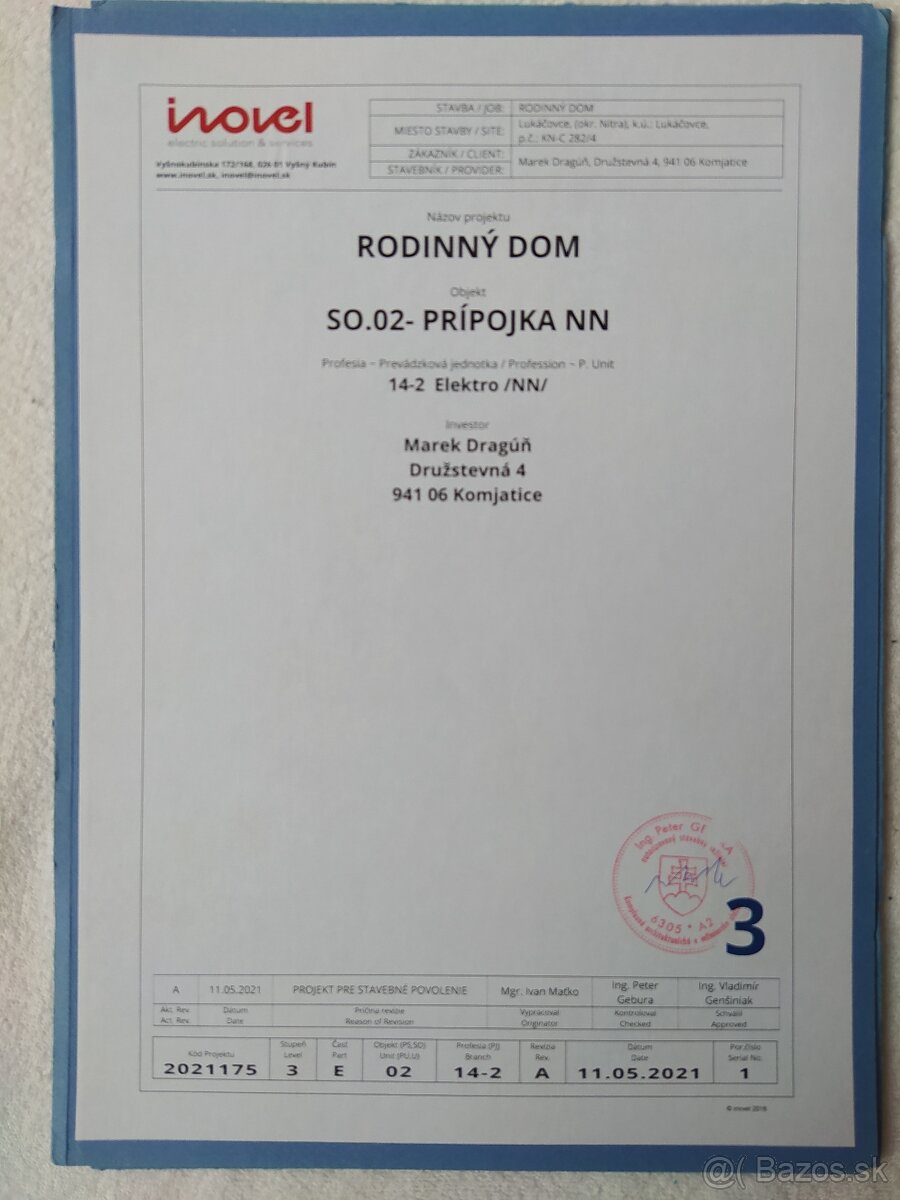 inovel
electric solution & services
Vyšnokubínska 172/168, 026 01 Vyšný Kubín
www.inovel.sk, inovel@inovel.sk
STAVBA / JOB: RODINNÝ DOM
MIESTO STAVBY / SITE: Lukáčovce, (okr. Nitra), k.ú.: Lukáčovce,
p.č.: KN-C 282/4
ZÁKAZNÍK / CLIENT:
STAVEBNÍK / PROVIDER:
Marek Dragúň, Družstevná 4, 941 06 Komjatice
Názov projektu
RODINNÝ DOM
Objekt
SO.02- PRÍPOJKA NN
Profesia – Prevádzková jednotka / Profession – P. Unit
14-2 Elektro /NN/
Investor
Marek Dragúň
Družstevná 4
941 06 Komjatice
Ing. Peter GE
6305 * A2
3
A 11.05.2021 PROJEKT PRE STAVEBNÉ POVOLENIE Mgr. Ivan Maťko Ing. Peter Gebura Ing. Vladimír Genšiniak
Akt. Rev. Dátum Príčina revízie Vypracoval Kontroloval Schválil
Act. Rev. Date Reason of Revision Originator Checked Approved
Kód Projektu Stupeň Časť Objekt (PS,SO) Profesia (PJ) Revízia Dátum Por.číslo
Level Part Unit (PU,U) Branch Rev. Date Serial No.
2021175 3 E 02 14-2 A 11.05.2021 1
© inovel 2018
@( Bazos.sk